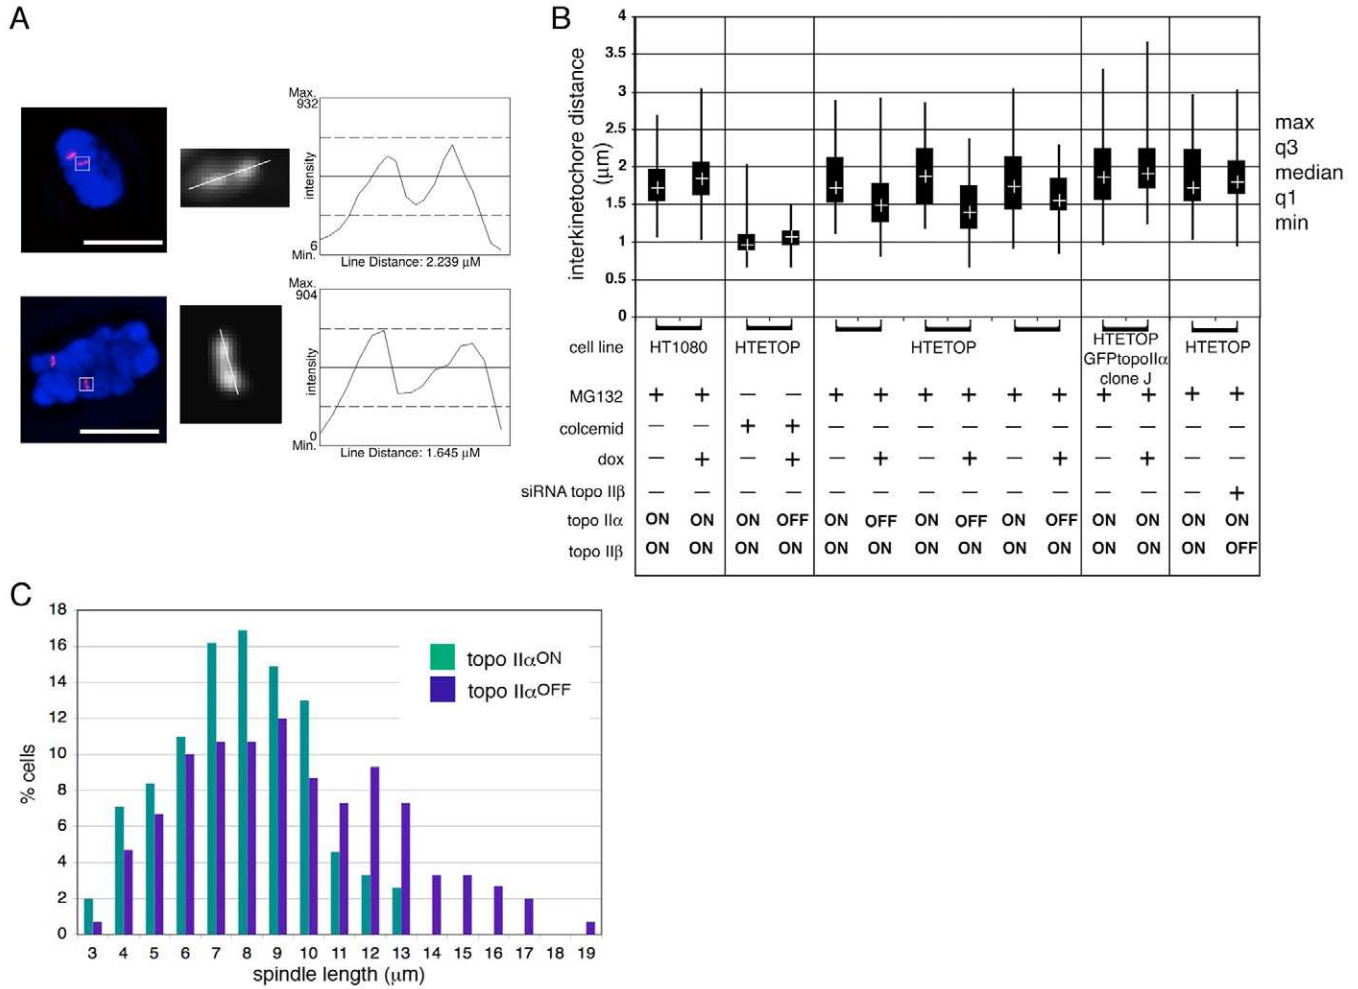 A
Max.
932
intensity
6
Min.
Line Distance: 2.239 μM
Max.
904
intensity
0
Min.
Line Distance: 1.645 μM
B
interkinetochore distance
(μm)
4
3.5
3
2.5
2
1.5
1
0.5
0
max
q3
median
q1
min
cell line HT1080 HTETOP HTETOP HTETOP GFPtopoIIα clone J HTETOP
MG132 + + — — + + + + + + + + + +
colcemid — — + + — — — — — — — — — —
dox — + — + — + — + — + — + — —
siRNA topo IIβ — — — — — — — — — — — — — +
topo IIα ON ON ON OFF ON OFF ON OFF ON OFF ON ON ON ON
topo IIβ ON ON ON ON ON ON ON ON ON ON ON ON ON OFF
C
% cells
18
16
14
12
10
8
6
4
2
0
topo IIαON
topo IIαOFF
3 4 5 6 7 8 9 10 11 12 13 14 15 16 17 18 19
spindle length (μm)